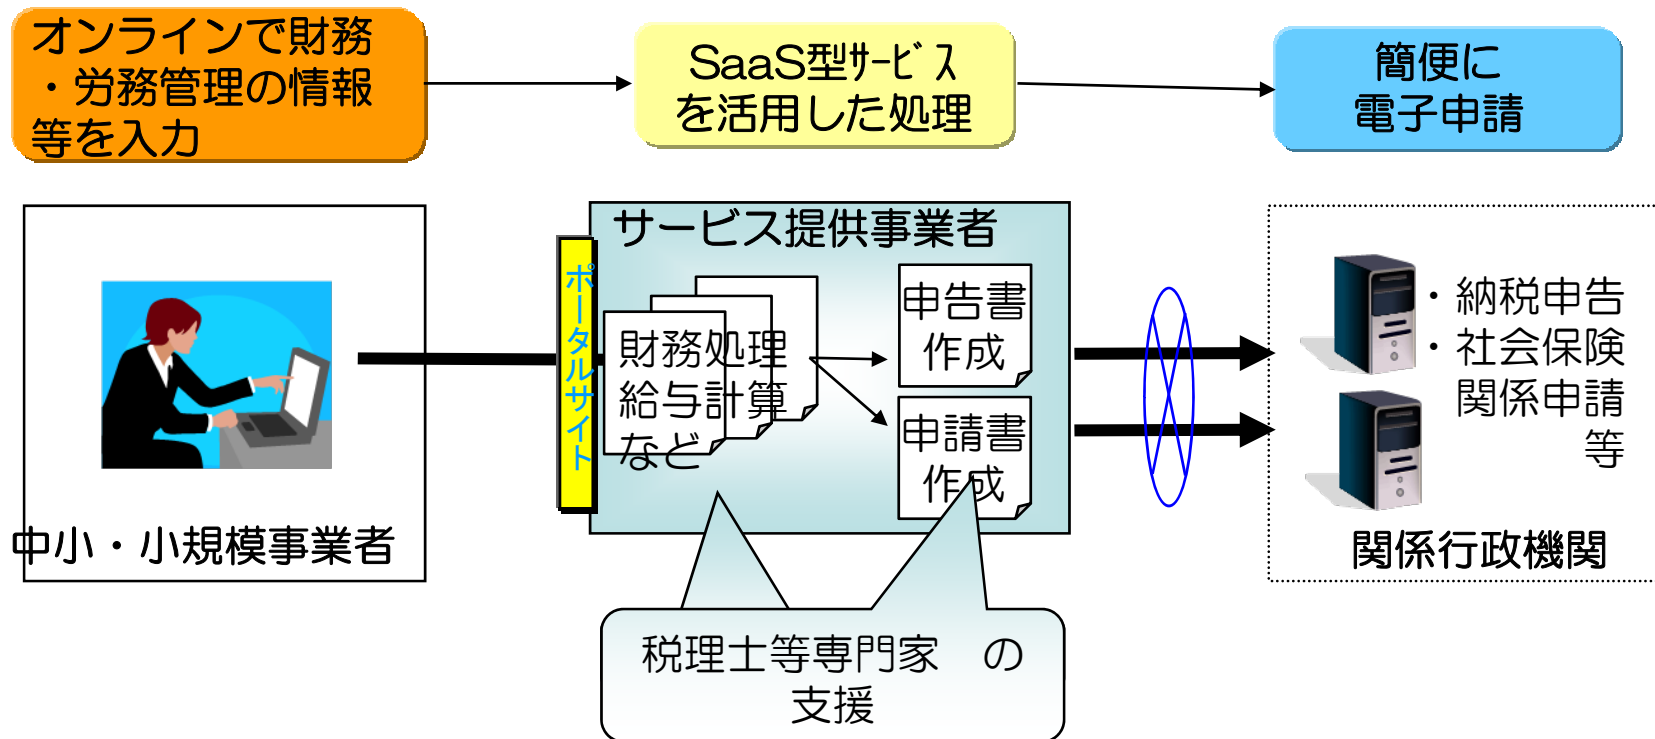 オンラインで財務
・労務管理の情報
等を入力
SaaS型ｻｰﾋﾞｽ
を活用した処理
簡便に
電子申請
中小・小規模事業者
ポータルサイト
サービス提供事業者
財務処理
給与計算
など
申告書
作成
申請書
作成
税理士等専門家　の
支援
・納税申告
・社会保険
関係申請
等
関係行政機関